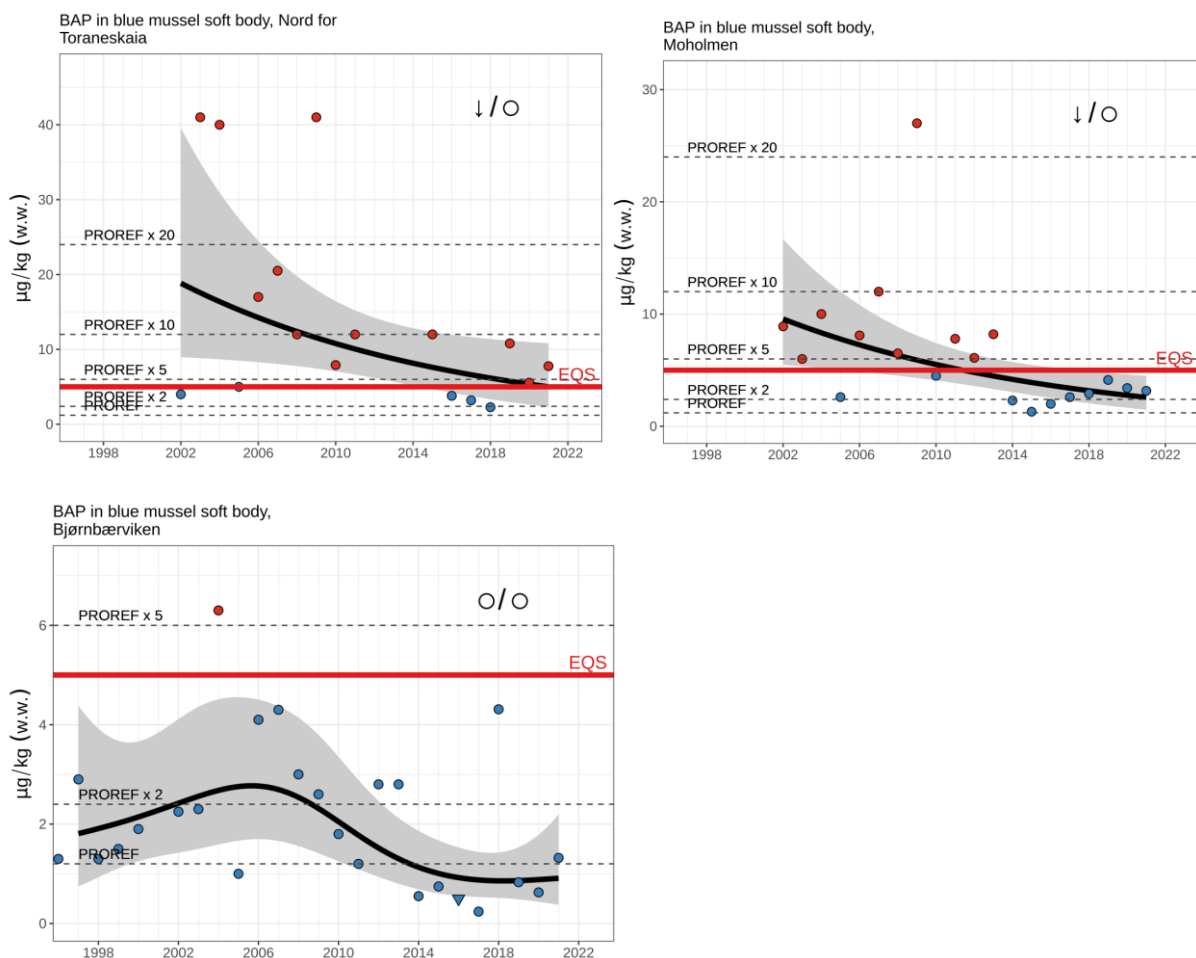 BAP in blue mussel soft body, Nord for
Toraneskaia
↓/○
40
30
20
10
0
µg/kg (w.w.)
PROREF x 20
PROREF x 10
PROREF x 5
EQS
PROREF x 2
PROREF
1998 2002 2006 2010 2014 2018 2022
BAP in blue mussel soft body,
Moholmen
↓/○
30
20
10
0
µg/kg (w.w.)
PROREF x 20
PROREF x 10
PROREF x 5
EQS
PROREF x 2
PROREF
1998 2002 2006 2010 2014 2018 2022
BAP in blue mussel soft body,
Bjørnbærviken
○/○
6
4
2
0
µg/kg (w.w.)
PROREF x 5
EQS
PROREF x 2
PROREF
1998 2002 2006 2010 2014 2018 2022